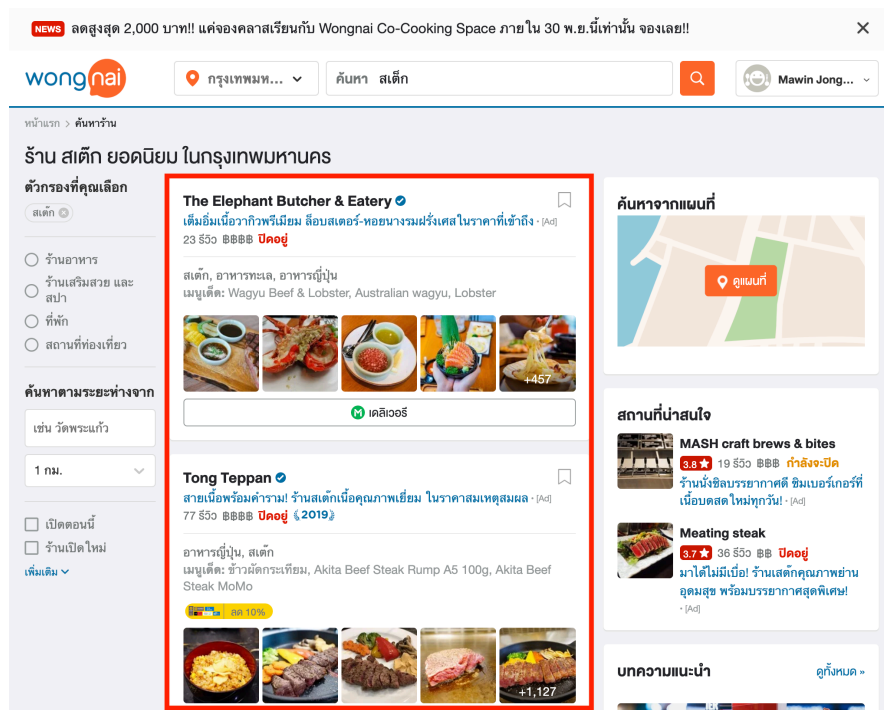 NEWS ลดสูงสุด 2,000 บาท!! แค่จองคลาสเรียนกับ Wongnai Co-Cooking Space ภายใน 30 พ.ย.นี้เท่านั้น จองเลย!!
wongnai
กรุงเทพมห...
ค้นหา สเต็ก
Mawin Jong...
หน้าแรก > ค้นหาร้าน
ร้าน สเต๊ก ยอดนิยม ในกรุงเทพมหานคร
ตัวกรองที่คุณเลือก
สเต๊ก
ร้านอาหาร
ร้านเสริมสวย และ
สปา
ที่พัก
สถานที่ท่องเที่ยว
ค้นหาตามระยะห่างจาก
เช่น วัดพระแก้ว
1 กม.
เปิดตอนนี้
ร้านเปิดใหม่
เพิ่มเติม
The Elephant Butcher & Eatery
เต็มอิ่มเนื้อวากิวพรีเมียม ล็อบสเตอร์-หอยนางรมฝรั่งเศส ในราคาที่เข้าถึง · [Ad]
23 รีวิว ฿฿฿฿ ปิดอยู่
สเต๊ก, อาหารทะเล, อาหารญี่ปุ่น
เมนูเด็ด: Wagyu Beef & Lobster, Australian wagyu, Lobster
+457
เดลิเวอรี
Tong Teppan
สายเนื้อพร้อมคำราม! ร้านสเต๊กเนื้อคุณภาพเยี่ยม ในราคาสมเหตุสมผล · [Ad]
77 รีวิว ฿฿฿฿ ปิดอยู่ 2019
อาหารญี่ปุ่น, สเต๊ก
เมนูเด็ด: ข้าวผัดกระเทียม, Akita Beef Steak Rump A5 100g, Akita Beef
Steak MoMo
ลด 10%
+1,127
ค้นหาจากแผนที่
ดูแผนที่
สถานที่น่าสนใจ
MASH craft brews & bites
3.8 ★ 19 รีวิว ฿฿฿ กำลังจะปิด
ร้านนั่งชิลบรรยากาศดี ชิมเบอร์เกอร์ที่
เนื้อบดสดใหม่ทุกวัน! · [Ad]
Meating steak
3.7 ★ 36 รีวิว ฿฿ ปิดอยู่
มาได้ไม่มีเบื่อ! ร้านเสต๊กคุณภาพย่าน
อุดมสุข พร้อมบรรยากาศสุดพิเศษ!
· [Ad]
บทความแนะนำ
ดูทั้งหมด »